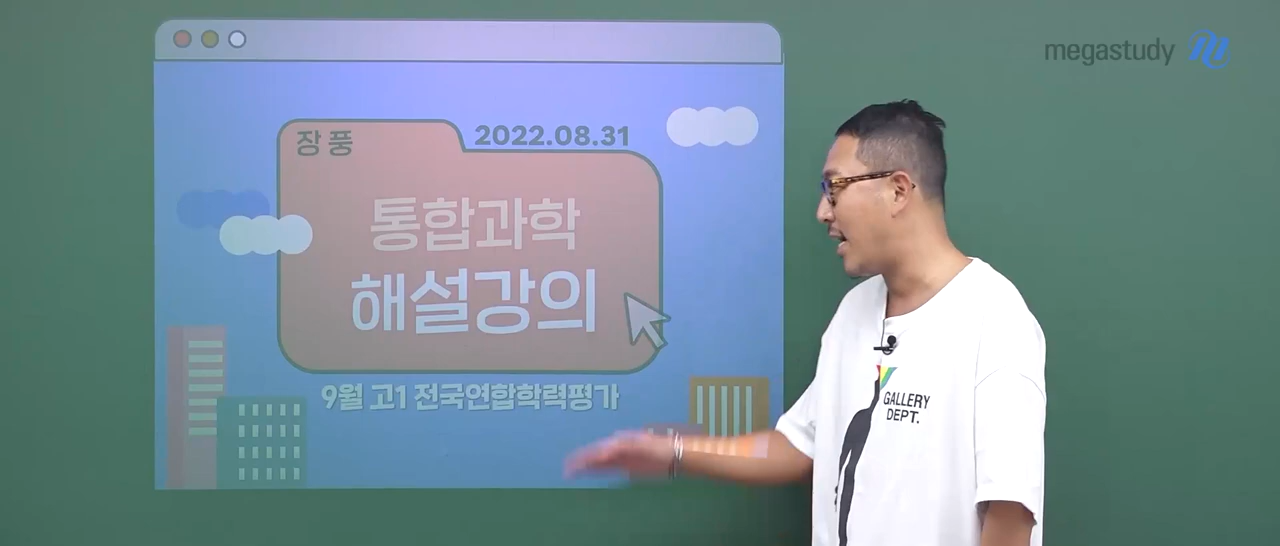 megastudy
장풍
2022.08.31
통합과학
해설강의
9월 고1 전국연합학력평가
GALLERY
DEPT.